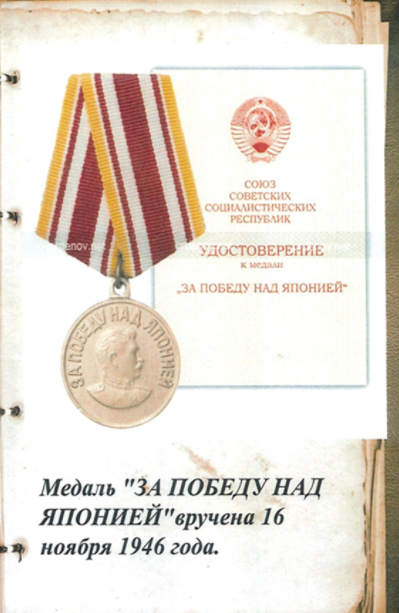 СОЮЗ
СОВЕТСКИХ
СОЦИАЛИСТИЧЕСКИХ
РЕСПУБЛИК
УДОСТОВЕРЕНИЕ
к медали
„ЗА ПОБЕДУ НАД ЯПОНИЕЙ“
ЗА ПОБЕДУ НАД ЯПОНИЕЙ
Медаль "ЗА ПОБЕДУ НАД
ЯПОНИЕЙ"вручена 16
ноября 1946 года.